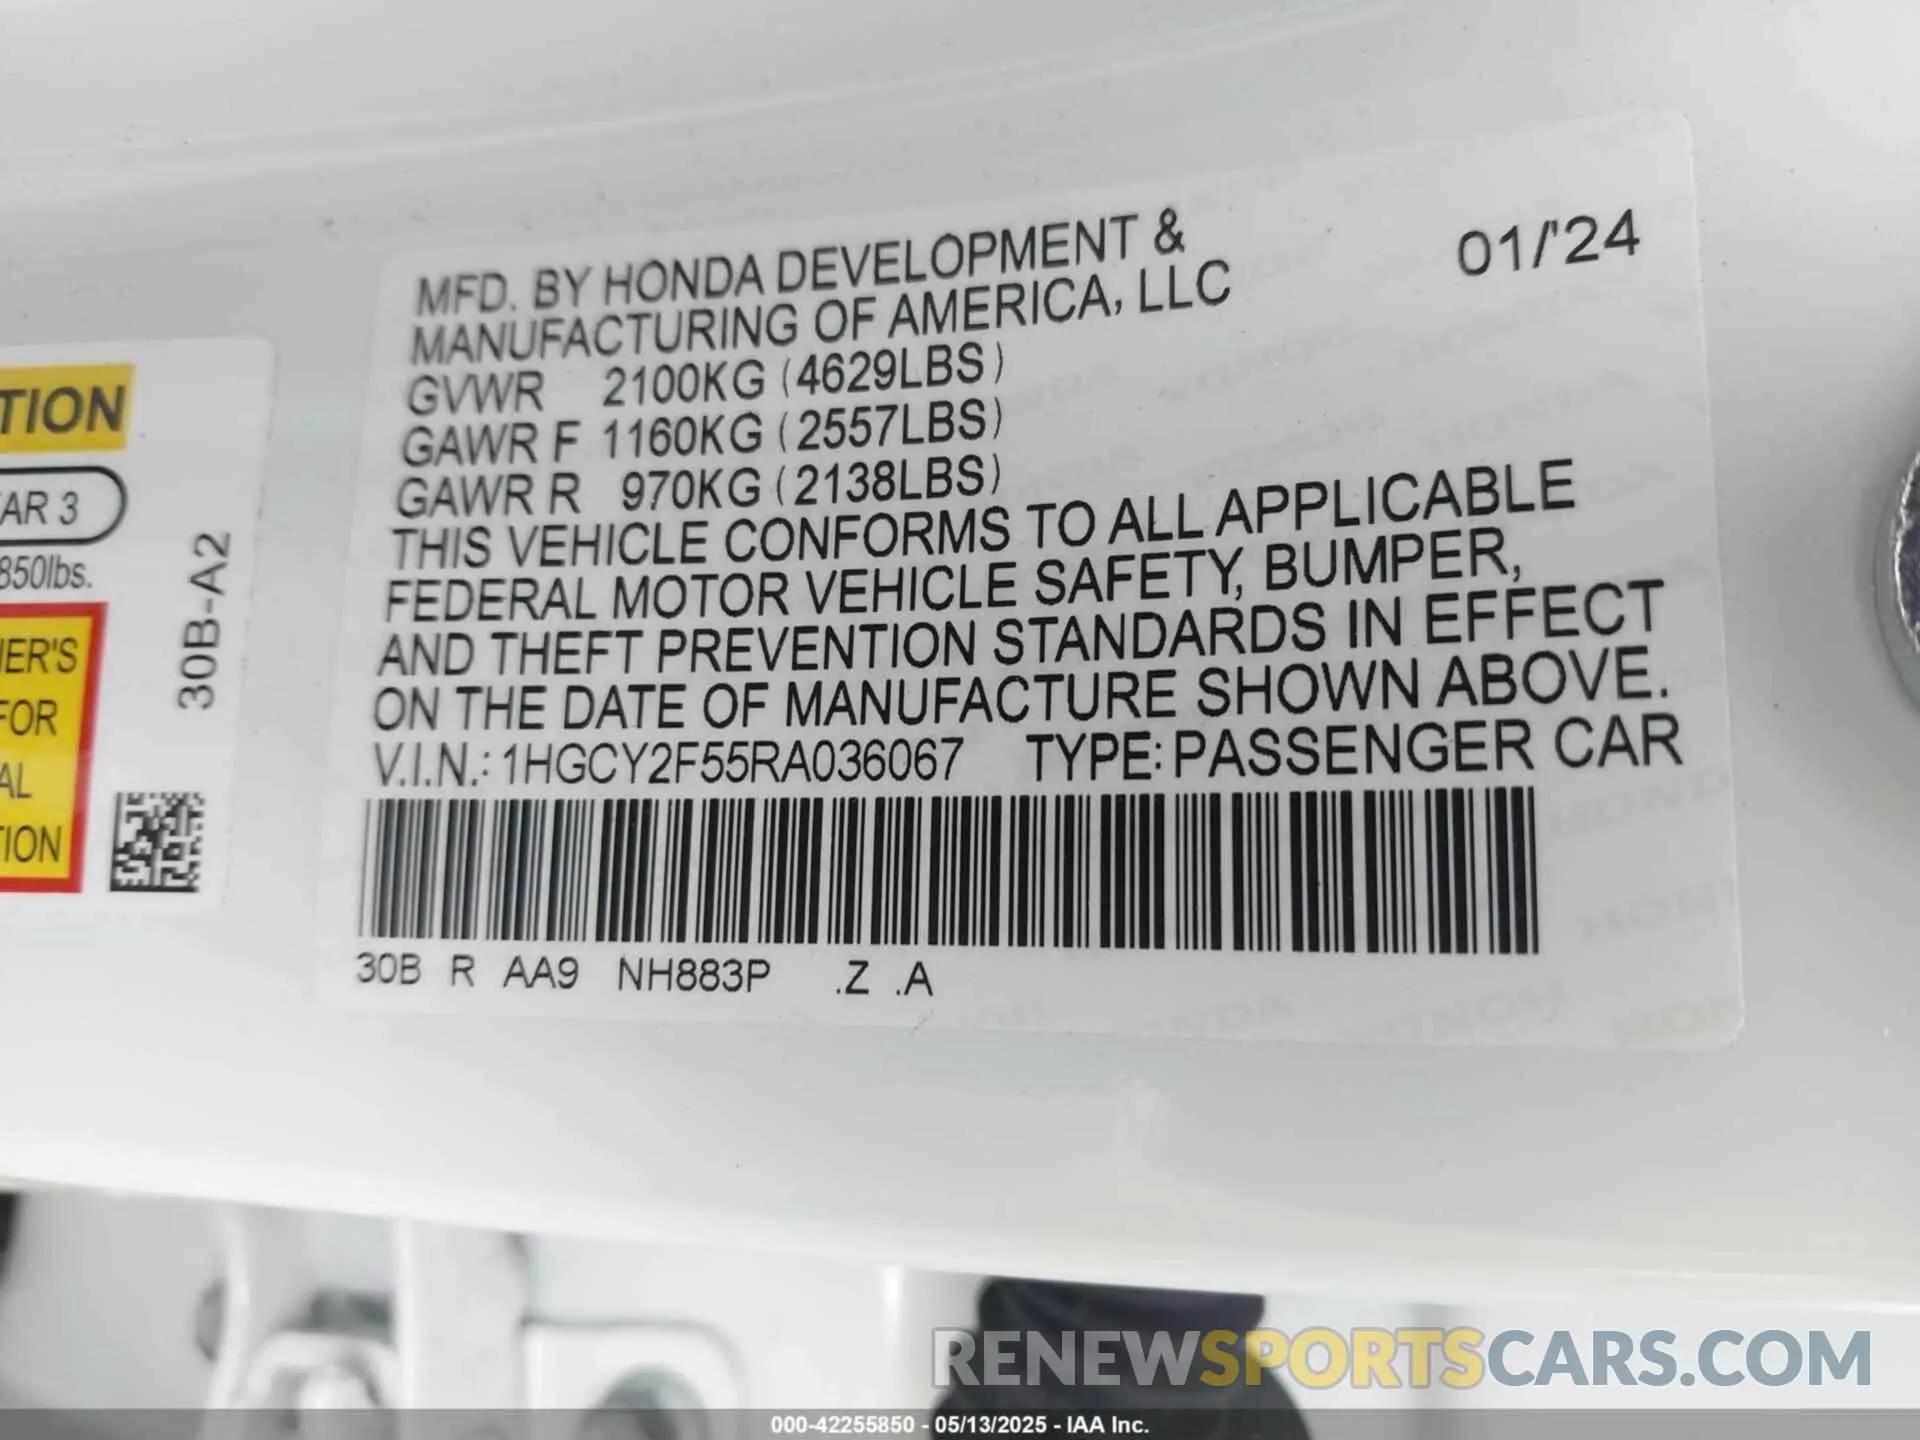 MFD. BY HONDA DEVELOPMENT &
MANUFACTURING OF AMERICA, LLC
01/'24
GVWR 2100KG (4629LBS)
GAWR F 1160KG (2557LBS)
GAWR R 970KG (2138LBS)
THIS VEHICLE CONFORMS TO ALL APPLICABLE
FEDERAL MOTOR VEHICLE SAFETY, BUMPER,
AND THEFT PREVENTION STANDARDS IN EFFECT
ON THE DATE OF MANUFACTURE SHOWN ABOVE.
V.I.N.: 1HGCY2F55RA036067 TYPE: PASSENGER CAR
30B R AA9 NH883P .Z .A
TION
AR 3
850lbs.
IER'S
FOR
AL
ION
30B-A2
RENEWSPORTSCARS.COM
000-42255850 - 05/13/2025 - IAA Inc.